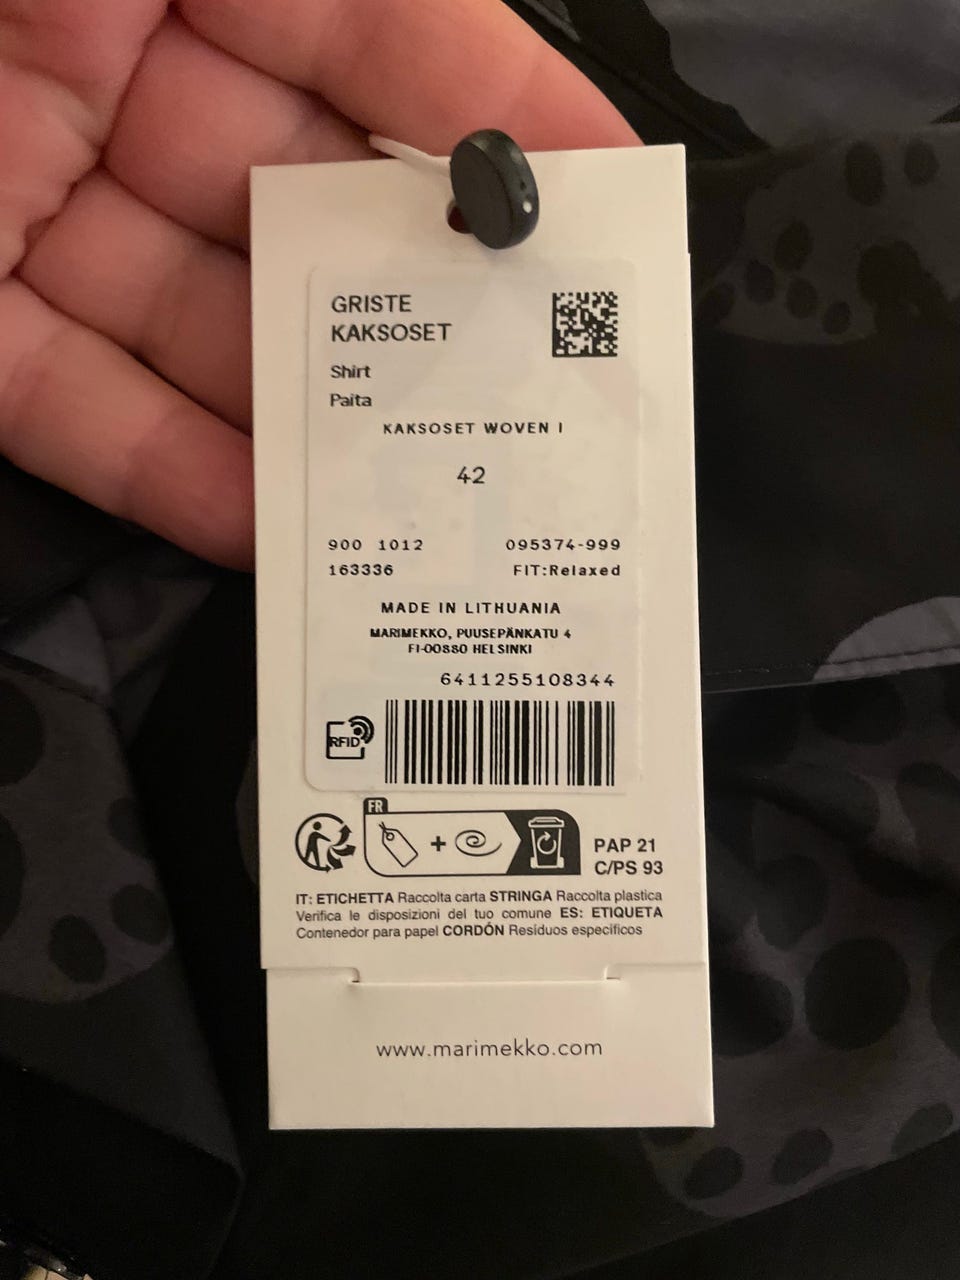 GRISTE
KAKSOSET
Shirt
Paita
KAKSOSET WOVEN I
42
900 1012 095374-999
163336 FIT:Relaxed
MADE IN LITHUANIA
MARIMEKKO, PUUSEPÄNKATU 4
FI-00880 HELSINKI
6411255108344
RFID
FR
+
PAP 21
C/PS 93
IT: ETICHETTA Raccolta carta STRINGA Raccolta plastica
Verifica le disposizioni del tuo comune ES: ETIQUETA
Contenedor para papel CORDÓN Residuos especificos
www.marimekko.com